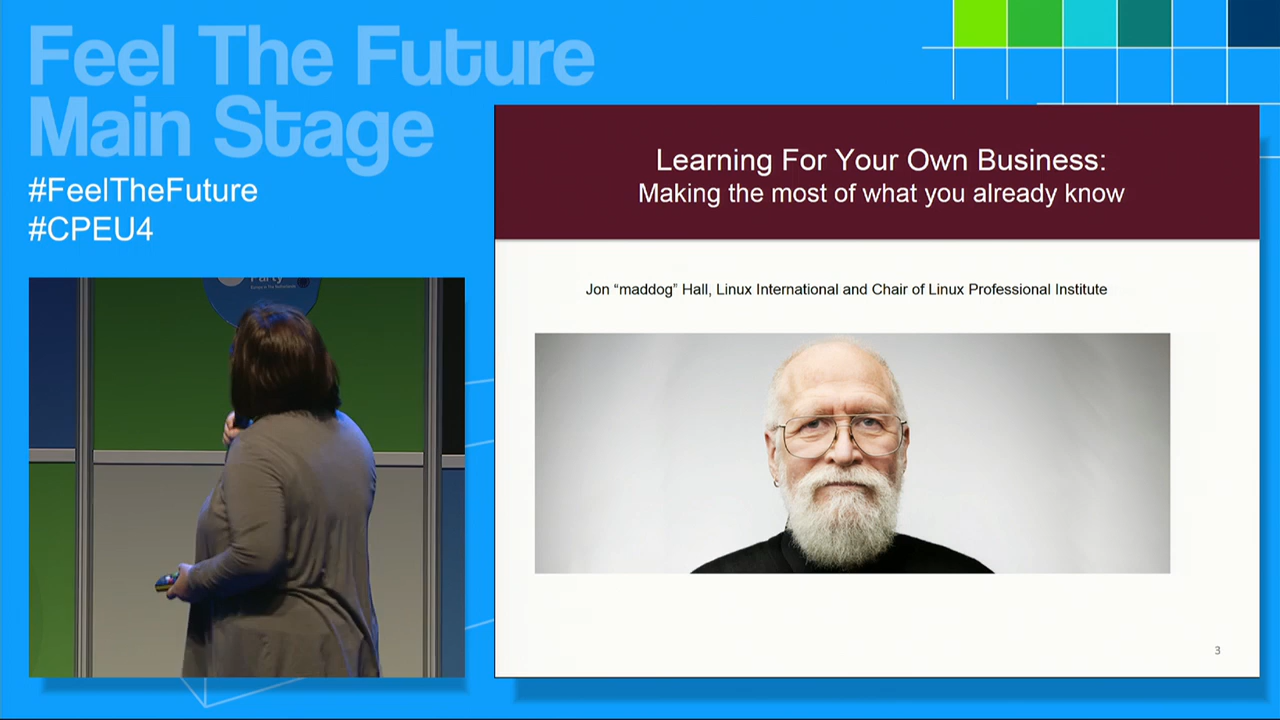 Feel The Future
Main Stage
#FeelTheFuture
#CPEU4
Party
Learning For Your Own Business:
Making the most of what you already know
Jon “maddog” Hall, Linux International and Chair of Linux Professional Institute
3